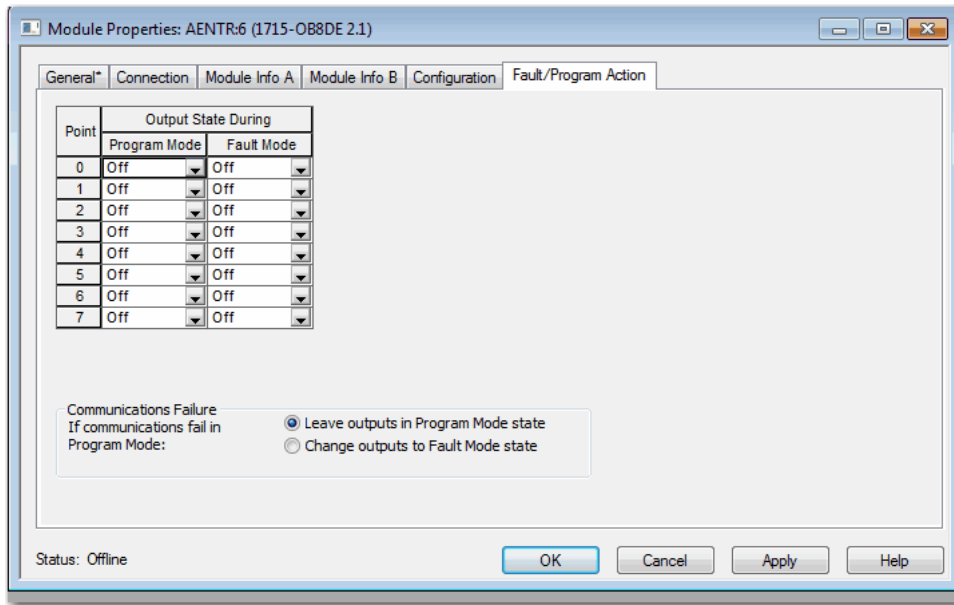 Module Properties: AENTR:6 (1715-OB8DE 2.1)
General* Connection Module Info A Module Info B Configuration Fault/Program Action
Point Output State During
Program Mode Fault Mode
0 Off Off
1 Off Off
2 Off Off
3 Off Off
4 Off Off
5 Off Off
6 Off Off
7 Off Off
Communications Failure
If communications fail in
Program Mode:
Leave outputs in Program Mode state
Change outputs to Fault Mode state
Status: Offline
OK Cancel Apply Help